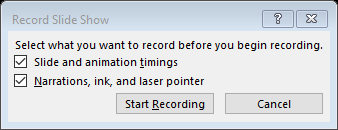 Record Slide Show
Select what you want to record before you begin recording.
Slide and animation timings
Narrations, ink, and laser pointer
Start Recording
Cancel